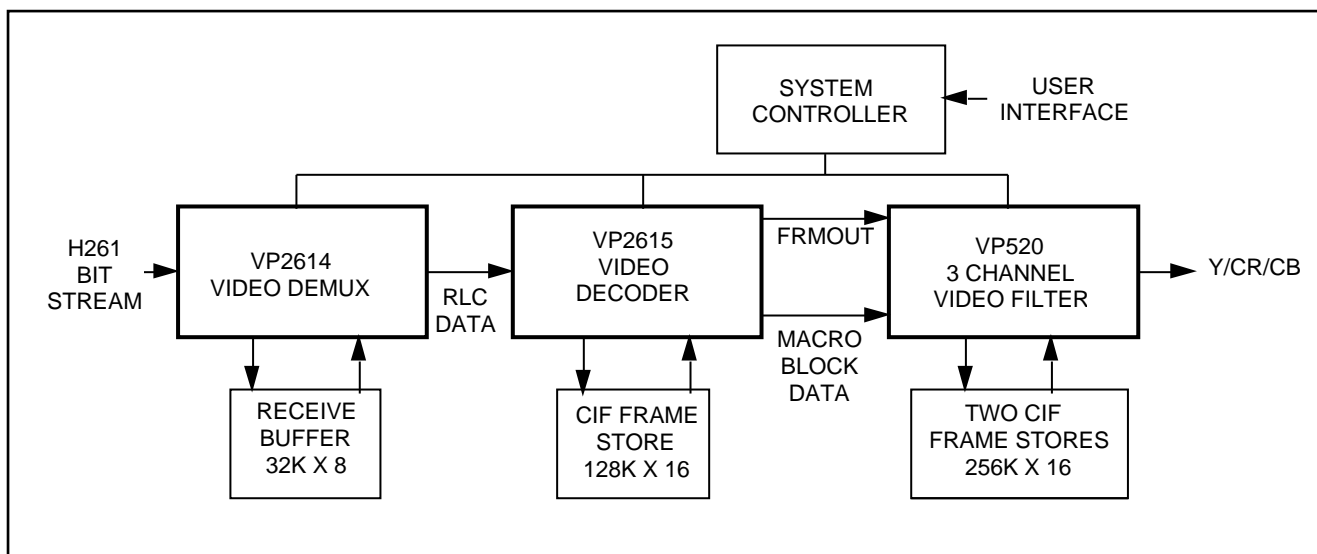 SYSTEM
CONTROLLER
USER
INTERFACE
H261
BIT
STREAM
VP2614
VIDEO DEMUX
RLC
DATA
VP2615
VIDEO
DECODER
FRMOUT
MACRO
BLOCK
DATA
VP520
3 CHANNEL
VIDEO FILTER
Y/CR/CB
RECEIVE
BUFFER
32K X 8
CIF FRAME
STORE
128K X 16
TWO CIF
FRAME STORES
256K X 16